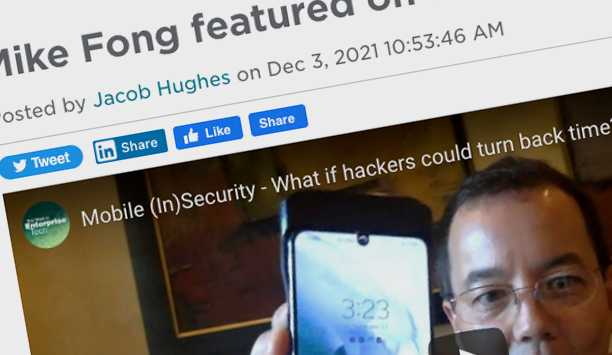 Mike Fong featured on
Posted by Jacob Hughes on Dec 3, 2021 10:53:46 AM
Tweet
in Share
Like
Share
Enterprise
Tech
Mobile (In)Security - What if hackers could turn back time?
3:23